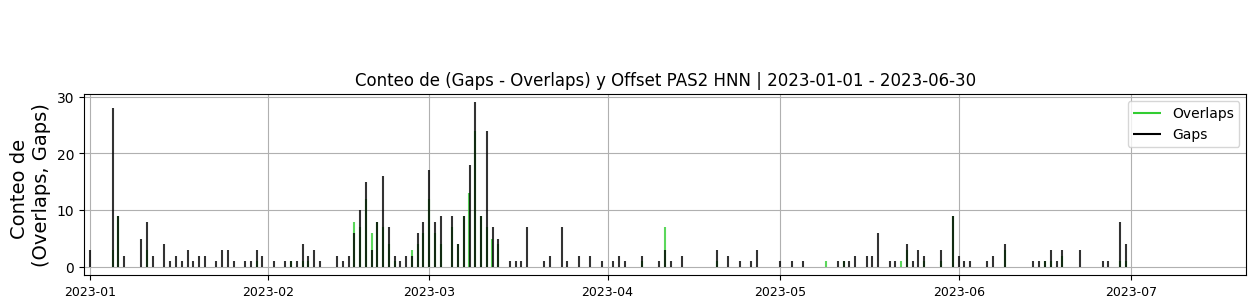 Conteo de (Gaps - Overlaps) y Offset PAS2 HNN | 2023-01-01 - 2023-06-30
Conteo de
(Overlaps, Gaps)
30
20
10
0
Overlaps
Gaps
2023-01
2023-02
2023-03
2023-04
2023-05
2023-06
2023-07